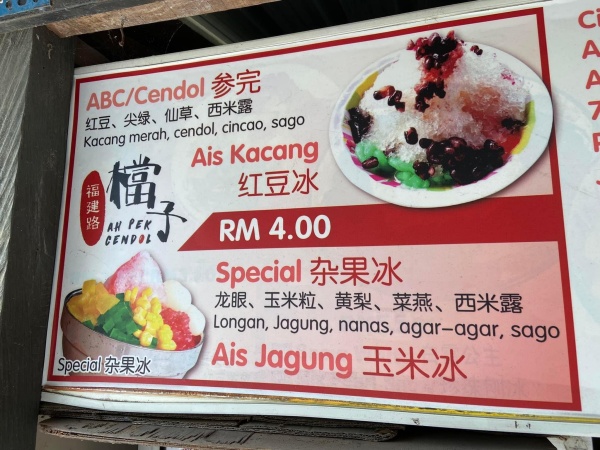 ABC/Cendol 参完
红豆、尖绿、仙草、西米露
Kacang merah, cendol, cincao, sago
Ais Kacang
红豆冰
福建路
檔子
AH PEK
CENDOL
RM 4.00
Special 杂果冰
龙眼、玉米粒、黄梨、菜燕、西米露
Longan, Jagung, nanas, agar-agar, sago
Ais Jagung 玉米冰
Special 杂果冰
Ci
A
A
7